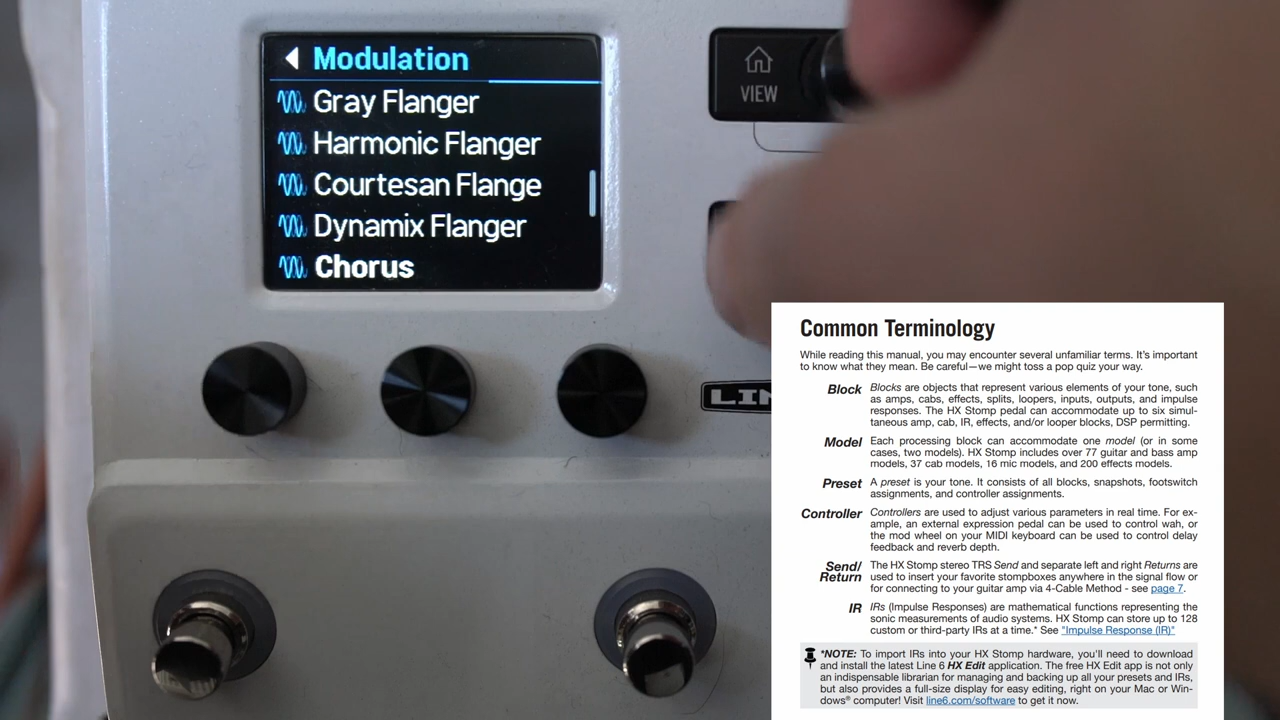 Modulation
Gray Flanger
Harmonic Flanger
Courtesan Flange
Dynamix Flanger
Chorus
VIEW
Common Terminology
While reading this manual, you may encounter several unfamiliar terms. It's important
to know what they mean. Be careful—we might toss a pop quiz your way.
Block Blocks are objects that represent various elements of your tone, such
as amps, cabs, effects, splits, loopers, inputs, outputs, and impulse
responses. The HX Stomp pedal can accommodate up to six simul-
taneous amp, cab, IR, effects, and/or looper blocks, DSP permitting.
Model Each processing block can accommodate one model (or in some
cases, two models). HX Stomp includes over 77 guitar and bass amp
models, 37 cab models, 16 mic models, and 200 effects models.
Preset A preset is your tone. It consists of all blocks, snapshots, footswitch
assignments, and controller assignments.
Controller Controllers are used to adjust various parameters in real time. For ex-
ample, an external expression pedal can be used to control wah, or
the mod wheel on your MIDI keyboard can be used to control delay
feedback and reverb depth.
Send/ The HX Stomp stereo TRS Send and separate left and right Returns are
Return used to insert your favorite stompboxes anywhere in the signal flow or
for connecting to your guitar amp via 4-Cable Method - see page 7.
IR IRs (Impulse Responses) are mathematical functions representing the
sonic measurements of audio systems. HX Stomp can store up to 128
custom or third-party IRs at a time.* See "Impulse Response (IR)"
*NOTE: To import IRs into your HX Stomp hardware, you'll need to download
and install the latest Line 6 HX Edit application. The free HX Edit app is not only
an indispensable librarian for managing and backing up all your presets and IRs,
but also provides a full-size display for easy editing, right on your Mac or Win-
dows® computer! Visit line6.com/software to get it now.